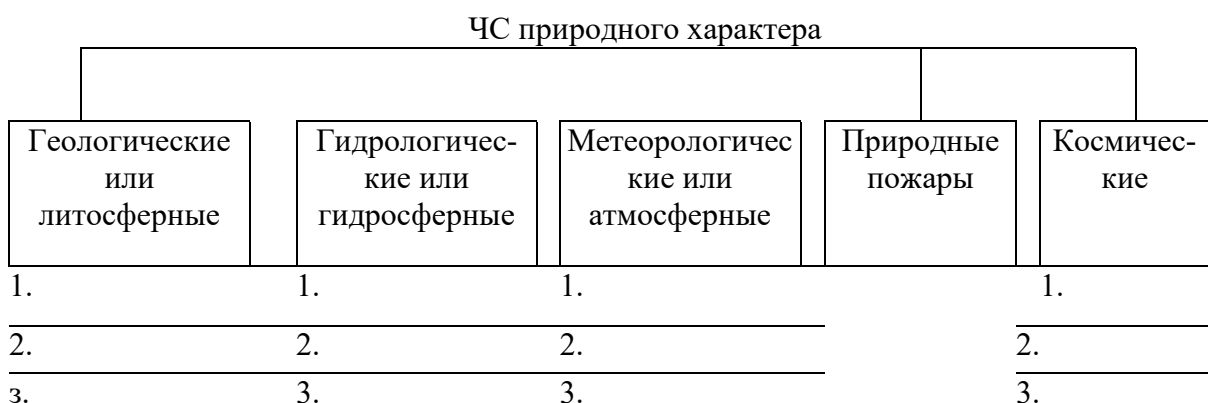 ЧС природного характера
Геологические
или
литосферные
Гидрологичес-
кие или
гидросферные
Метеорологичес
кие или
атмосферные
Природные
пожары
Космичес-
кие
1. 1. 1. 1.
2. 2. 2. 2.
з. 3. 3. 3.